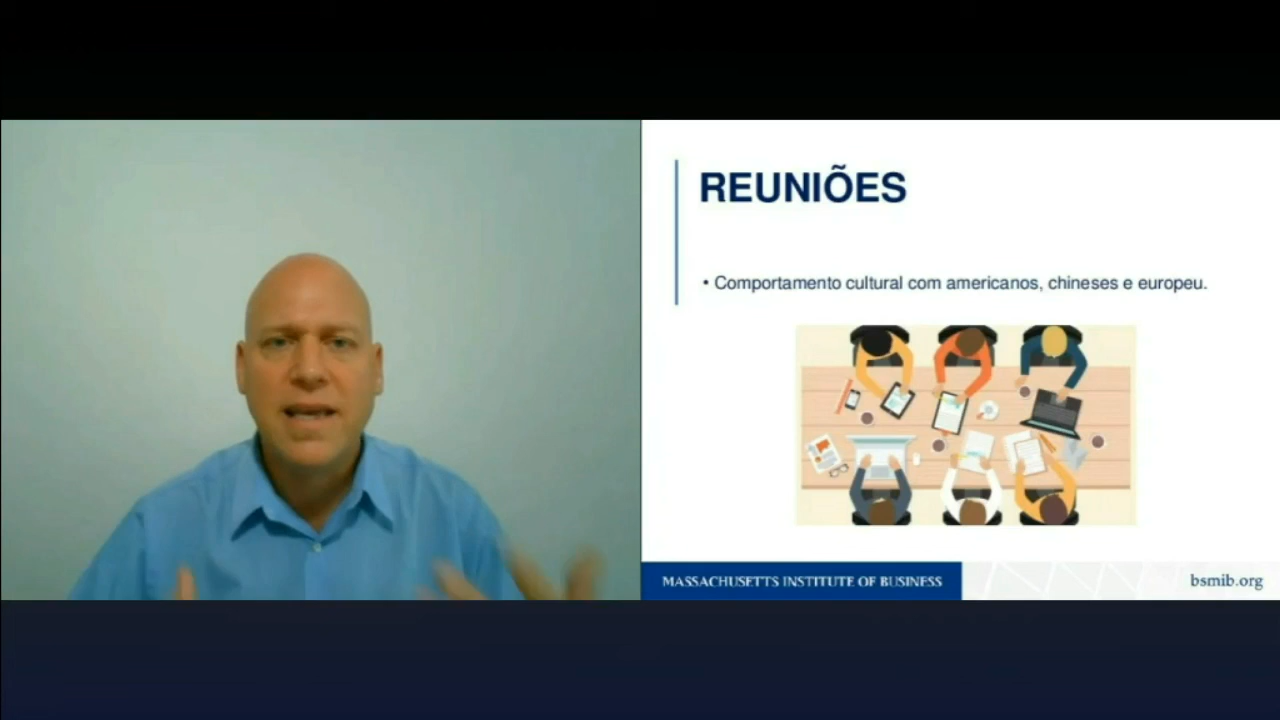 REUNIÕES
• Comportamento cultural com americanos, chineses e europeu.
MASSACHUSETTS INSTITUTE OF BUSINESS
bsmib.org